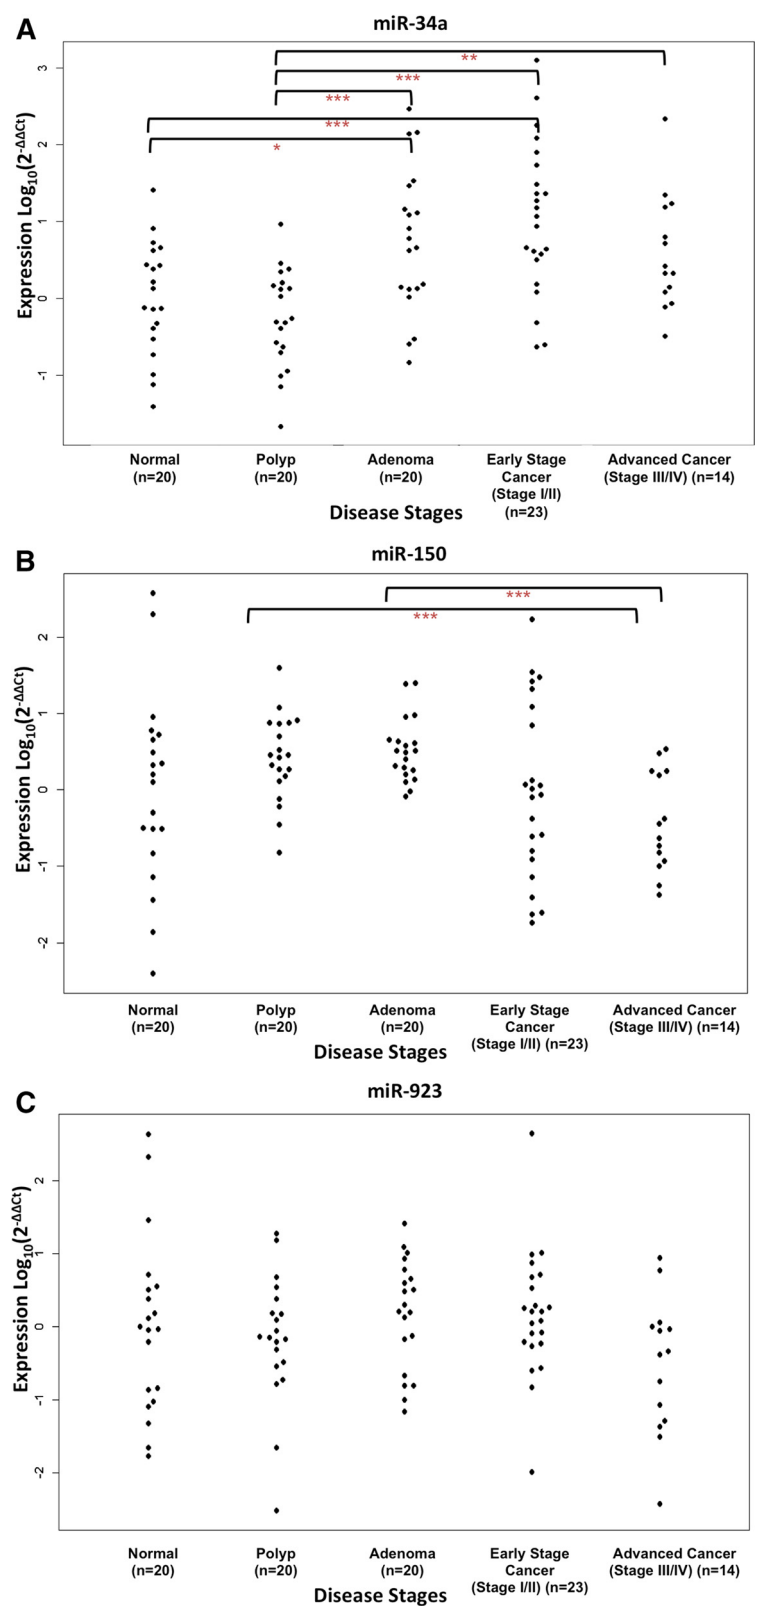 A
miR-34a
Expression Log10(2-ΔΔCt)
3
2
1
0
-1
**
***
***
***
*
Normal
(n=20)
Polyp
(n=20)
Adenoma
(n=20)
Early Stage
Cancer
(Stage I/II)
(n=23)
Advanced Cancer
(Stage III/IV) (n=14)
Disease Stages
B
miR-150
Expression Log10(2-ΔΔCt)
2
1
0
-1
-2
***
***
Normal
(n=20)
Polyp
(n=20)
Adenoma
(n=20)
Early Stage
Cancer
(Stage I/II) (n=23)
Advanced Cancer
(Stage III/IV) (n=14)
Disease Stages
C
miR-923
Expression Log10(2-ΔΔCt)
2
1
0
-1
-2
Normal
(n=20)
Polyp
(n=20)
Adenoma
(n=20)
Early Stage
Cancer
(Stage I/II) (n=23)
Advanced Cancer
(Stage III/IV) (n=14)
Disease Stages